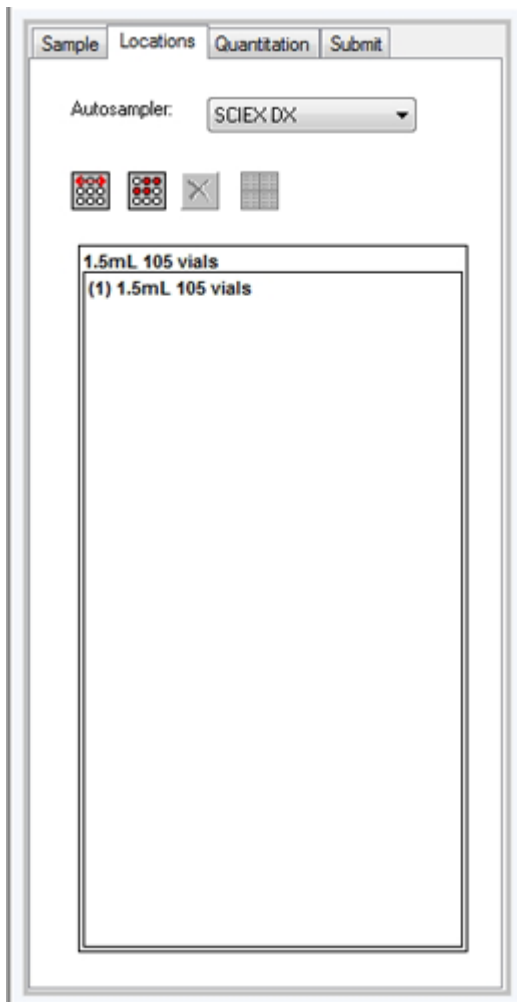 Sample Locations Quantitation Submit
Autosampler: SCIEX DX
1.5mL 105 vials
(1) 1.5mL 105 vials